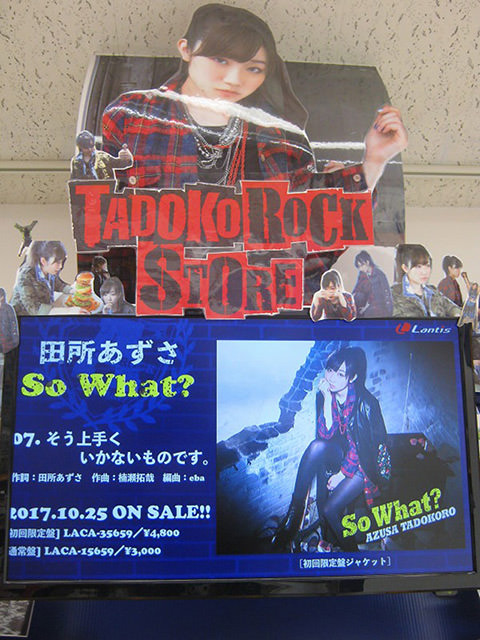 TADOKOROCK
STORE
Lantis
田所あずさ
So What?
07. そう上手く
いかないものです。
作詞：田所あずさ 作曲：楠瀬拓哉 編曲：eba
2017.10.25 ON SALE!!
初回限定盤] LACA-35659／¥4,800
通常盤] LACA-15659／¥3,000
So What?
AZUSA TADOKORO
[初回限定盤ジャケット]